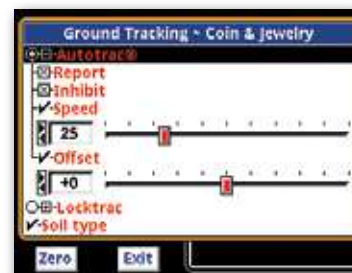 Ground Tracking ~ Coin & Jewelry
Autotrac®
Report
Inhibit
Speed
25
Offset
+0
Locktrac
Soil type
Zero Exit